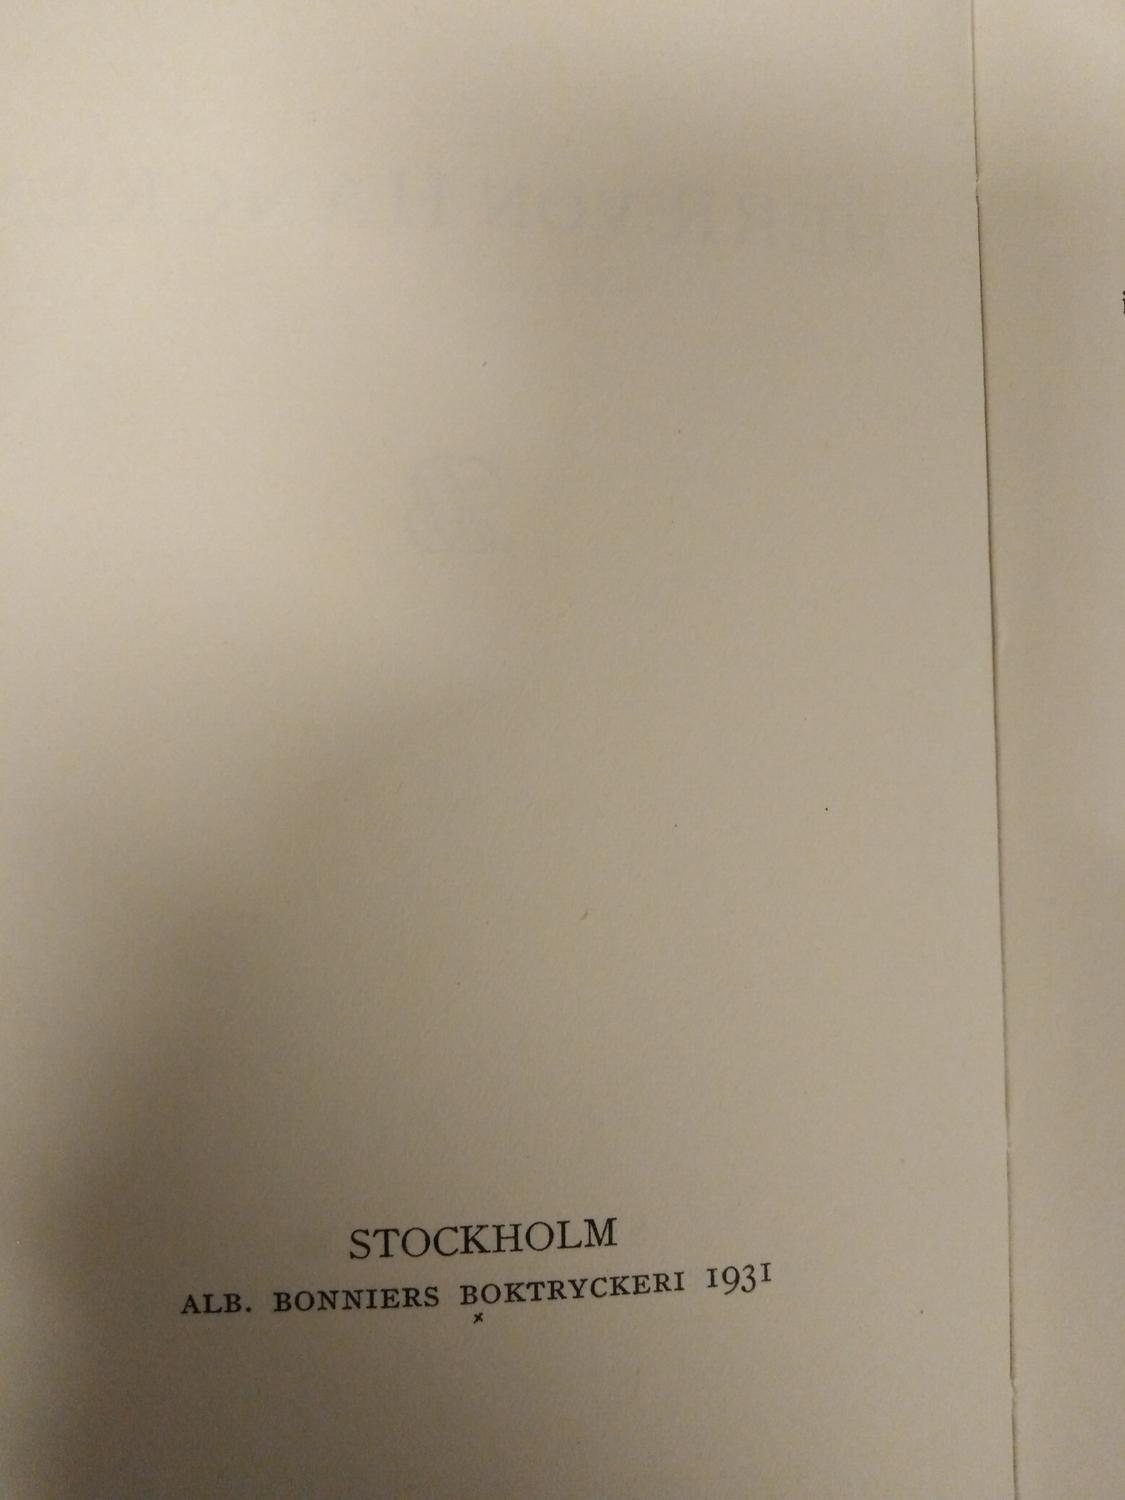 STOCKHOLM
ALB. BONNIERS BOKTRYCKERI 1931